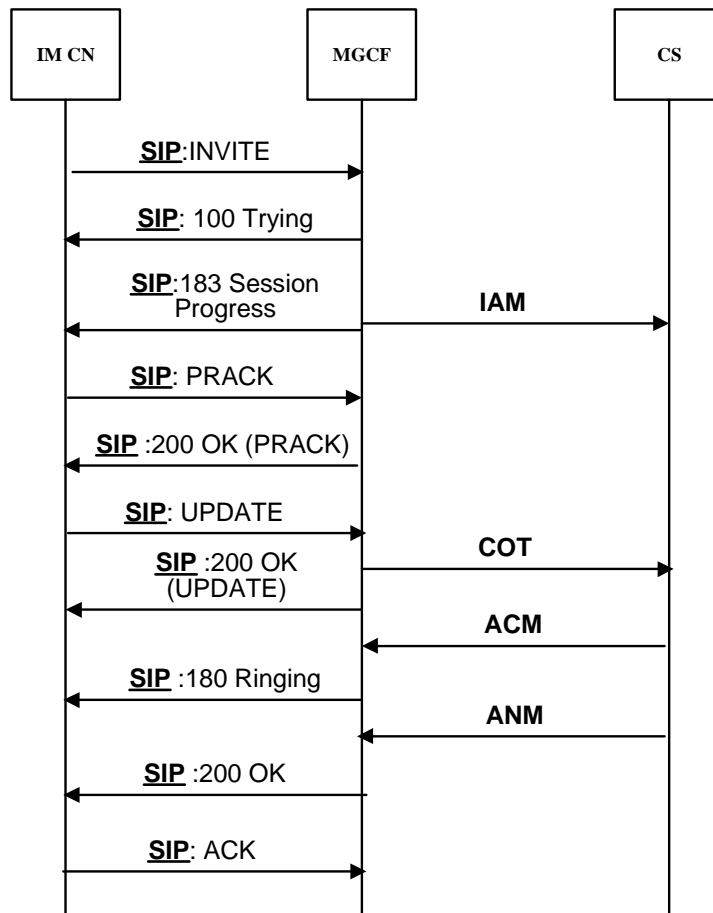 IM CN
MGCF
CS
SIP:INVITE
SIP: 100 Trying
SIP:183 Session
Progress
IAM
SIP: PRACK
SIP :200 OK (PRACK)
SIP: UPDATE
SIP :200 OK
(UPDATE)
COT
ACM
SIP :180 Ringing
ANM
SIP :200 OK
SIP: ACK